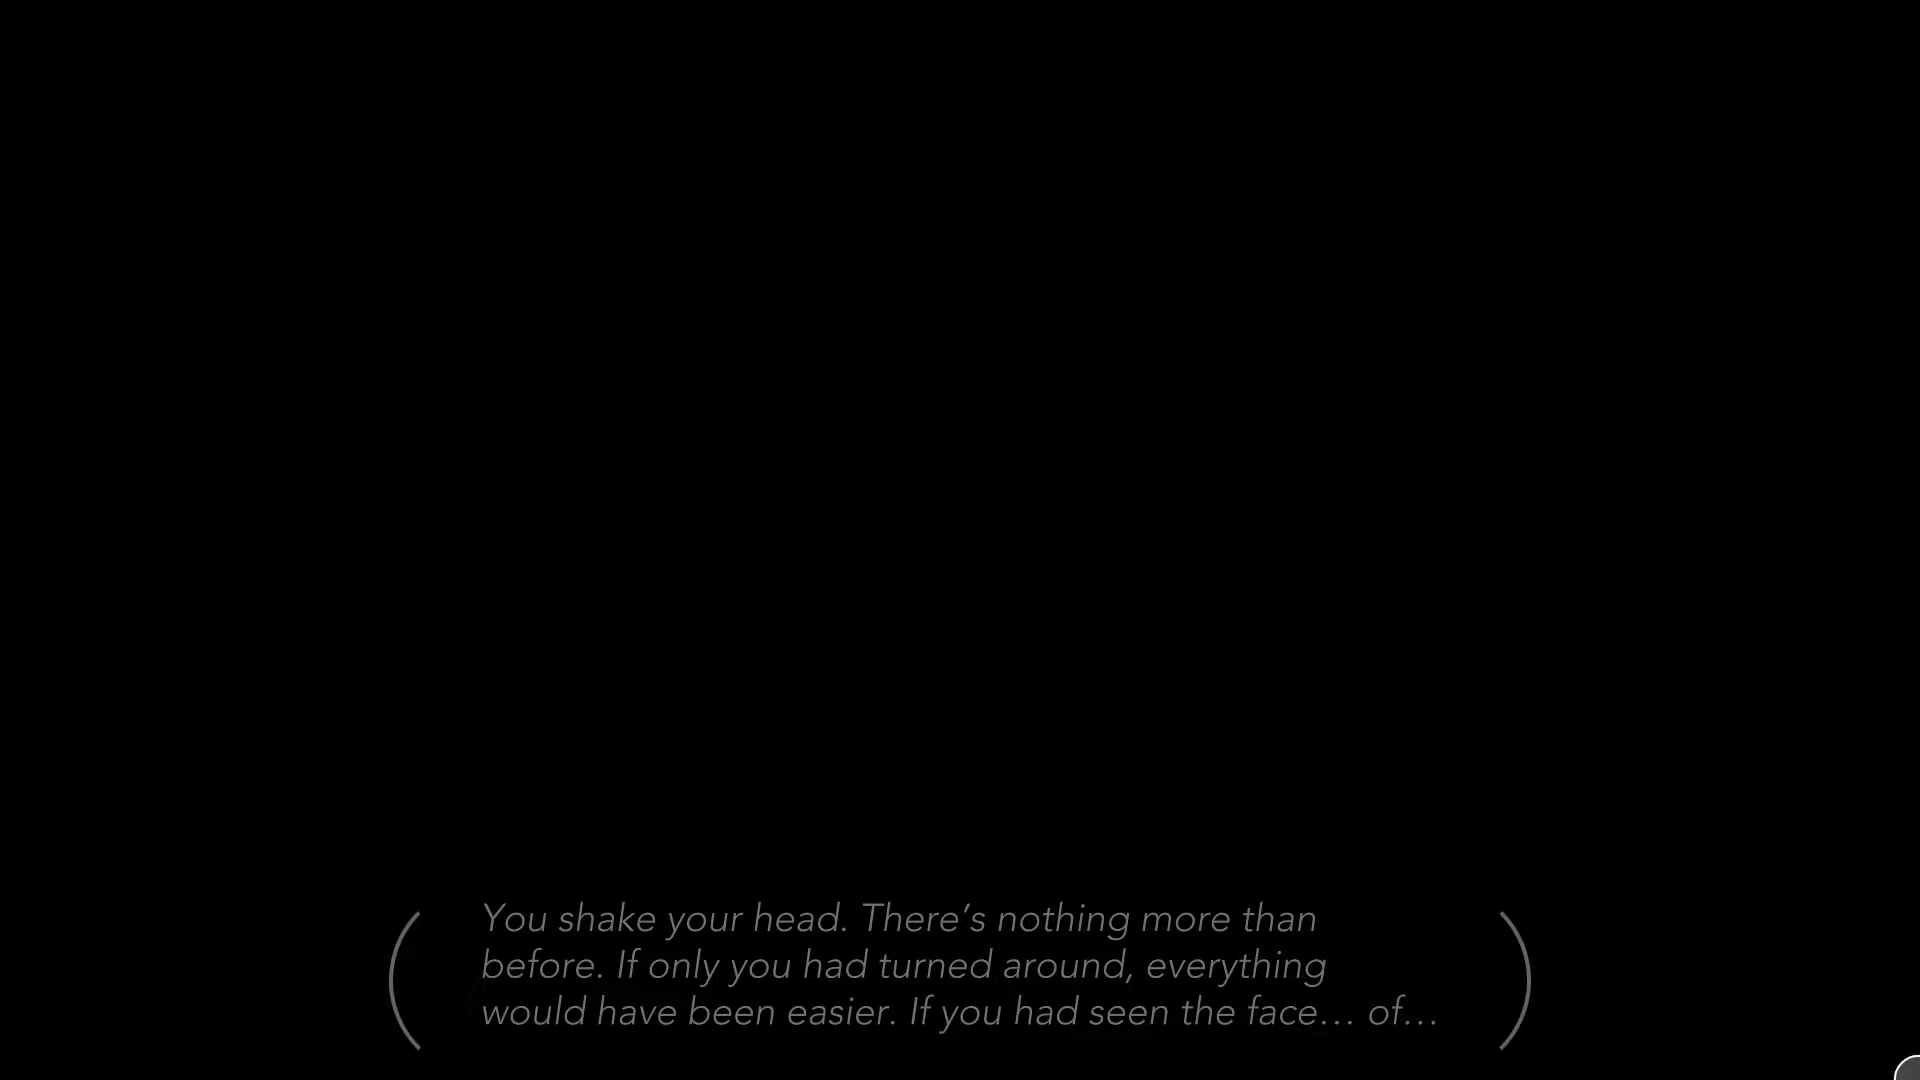 You shake your head. There’s nothing more than
before. If only you had turned around, everything
would have been easier. If you had seen the face… of…